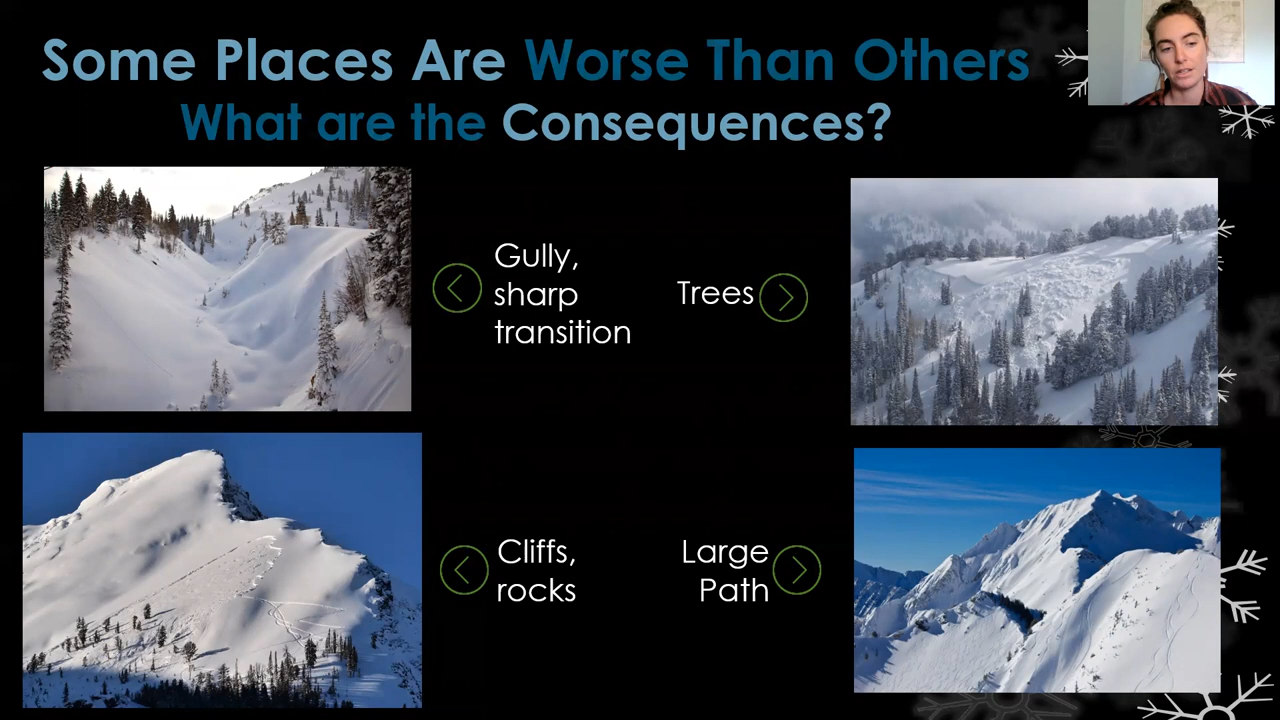 Some Places Are Worse Than Others
What are the Consequences?
Gully,
sharp
transition
Trees
Cliffs,
rocks
Large
Path